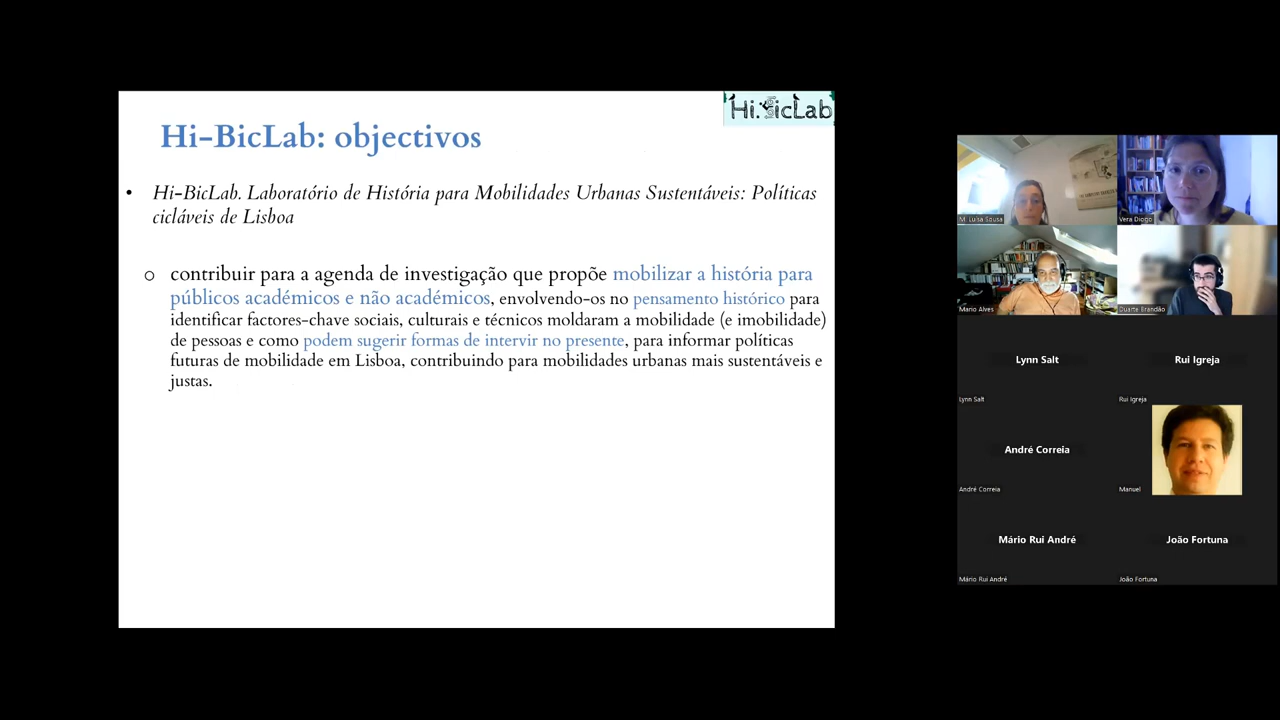 Hi.BicLab
Hi-BicLab: objectivos
• Hi-BicLab. Laboratório de História para Mobilidades Urbanas Sustentáveis: Políticas
cicláveis de Lisboa
o contribuir para a agenda de investigação que propõe mobilizar a história para
públicos académicos e não académicos, envolvendo-os no pensamento histórico para
identificar factores-chave sociais, culturais e técnicos moldaram a mobilidade (e imobilidade)
de pessoas e como podem sugerir formas de intervir no presente, para informar políticas
futuras de mobilidade em Lisboa, contribuindo para mobilidades urbanas mais sustentáveis e
justas.
M. Luísa Sousa
Vera Diogo
Mario Alves
Duarte Brandão
Lynn Salt
Rui Igreja
Lynn Salt
Rui Igreja
André Correia
André Correia
Manuel
Mário Rui André
João Fortuna
Mário Rui André
João Fortuna